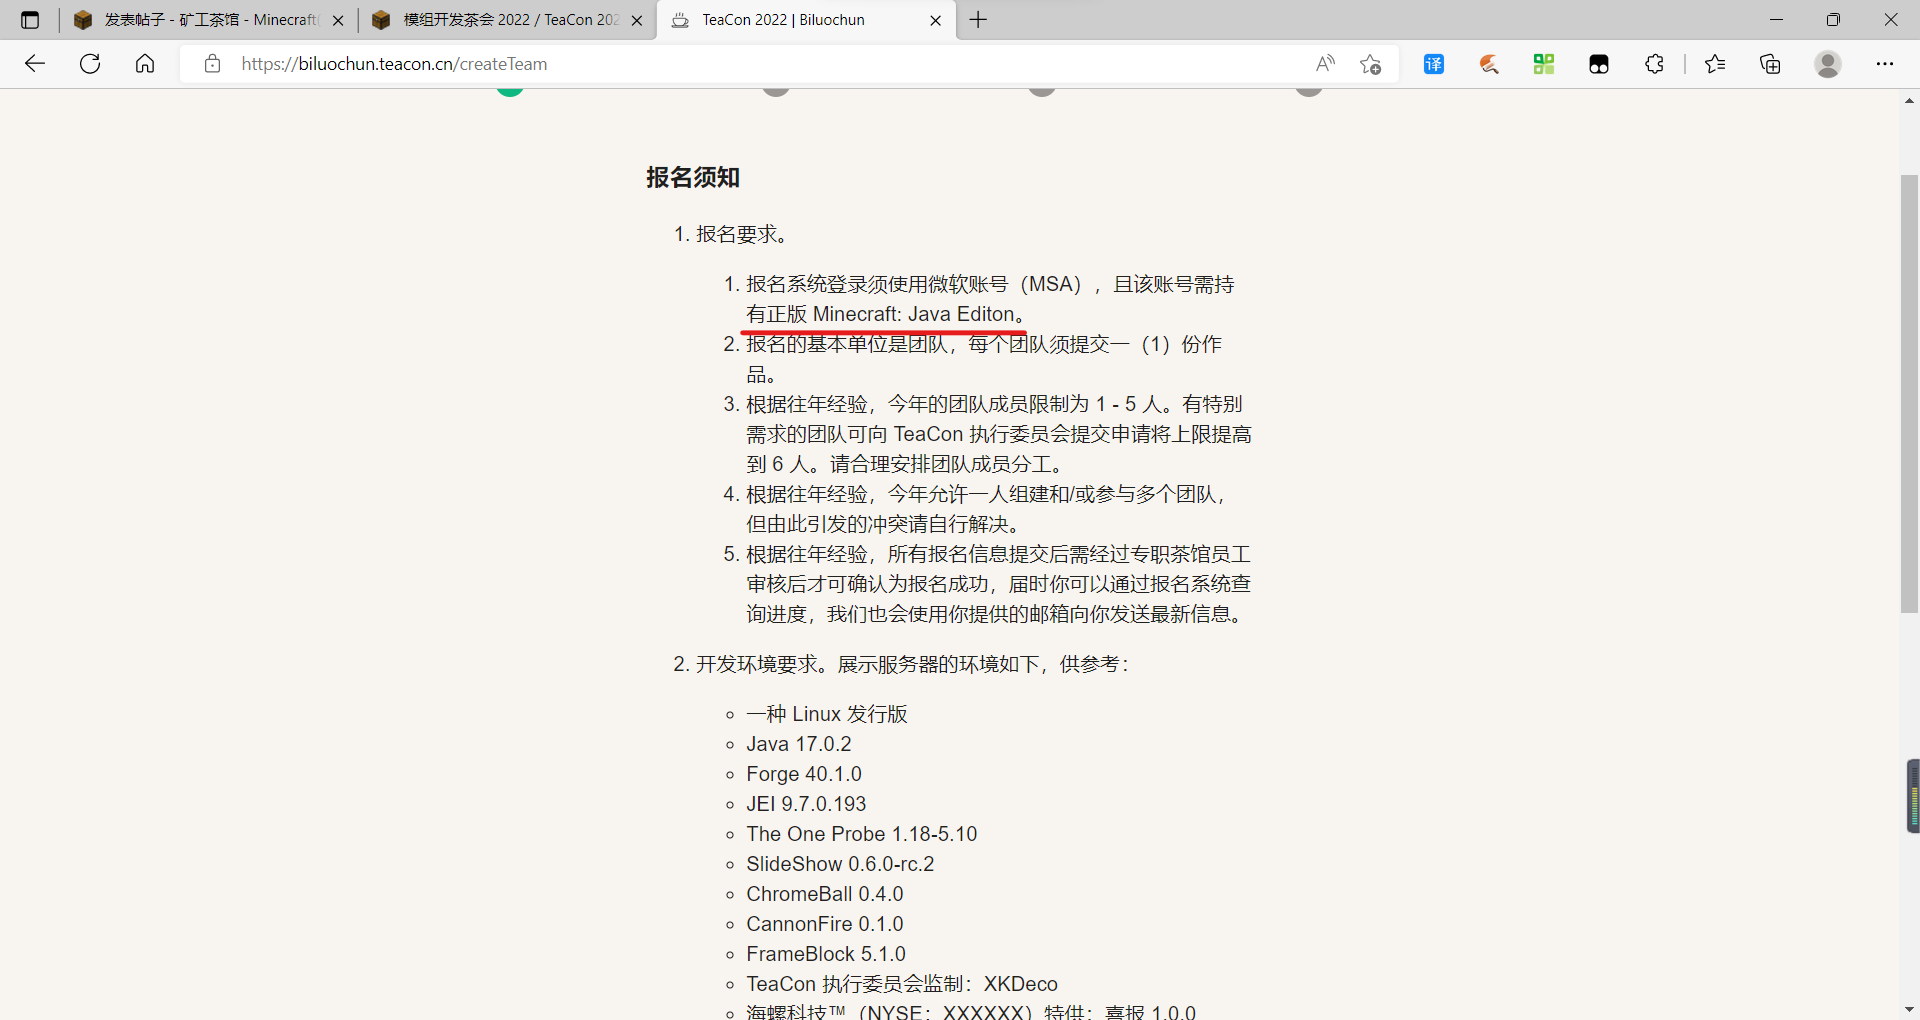 发表帖子 - 矿工茶馆 - Minecraft(
模组开发茶会 2022 / TeaCon 202
TeaCon 2022 | Biluochun
https://biluochun.teacon.cn/createTeam
译
报名须知
1. 报名要求。
1. 报名系统登录须使用微软账号（MSA），且该账号需持
有正版 Minecraft: Java Editon。
2. 报名的基本单位是团队，每个团队须提交一（1）份作
品。
3. 根据往年经验，今年的团队成员限制为 1 - 5 人。有特别
需求的团队可向 TeaCon 执行委员会提交申请将上限提高
到 6 人。请合理安排团队成员分工。
4. 根据往年经验，今年允许一人组建和/或参与多个团队，
但由此引发的冲突请自行解决。
5. 根据往年经验，所有报名信息提交后需经过专职茶馆员工
审核后才可确认为报名成功，届时你可以通过报名系统查
询进度，我们也会使用你提供的邮箱向你发送最新信息。
2. 开发环境要求。展示服务器的环境如下，供参考：
一种 Linux 发行版
Java 17.0.2
Forge 40.1.0
JEI 9.7.0.193
The One Probe 1.18-5.10
SlideShow 0.6.0-rc.2
ChromeBall 0.4.0
CannonFire 0.1.0
FrameBlock 5.1.0
TeaCon 执行委员会监制：XKDeco
海螺科技™（NYSE：XXXXXX）特供：喜报 1.0.0